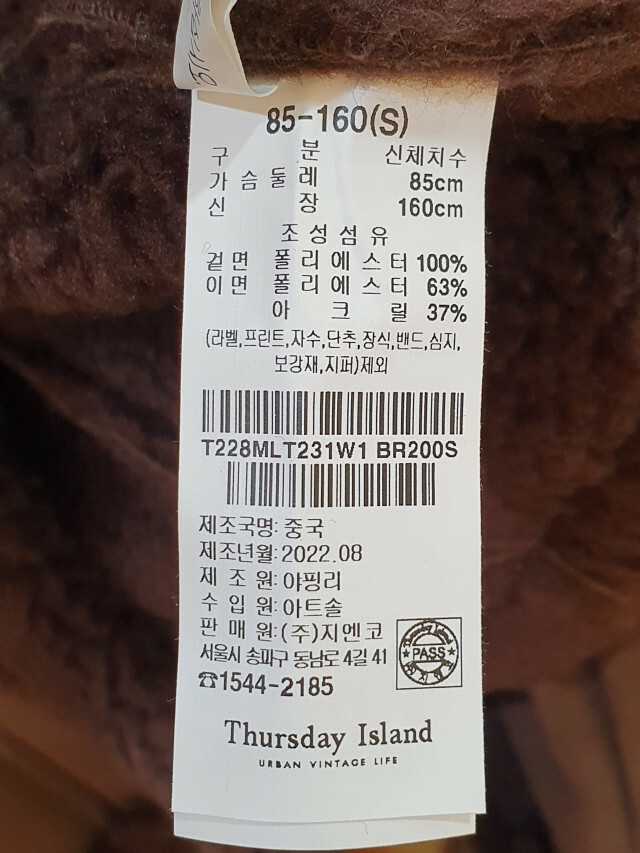 85-160(S)
구 분 신체치수
가슴둘레 85cm
신 장 160cm
조성섬유
겉면 폴리에스터 100%
이면 폴리에스터 63%
아크릴 37%
(라벨,프린트,자수,단추,장식,밴드,심지,
보강재,지퍼)제외
T228MLT231W1 BR200S
제조국명:중국
제조년월:2022.08
제 조 원:야핑리
수 입 원:아트솔
판 매 원:(주)지엔코
서울시 송파구 동남로 4길 41
☎1544-2185
Thursday Island
PASS
Thursday Island
URBAN VINTAGE LIFE